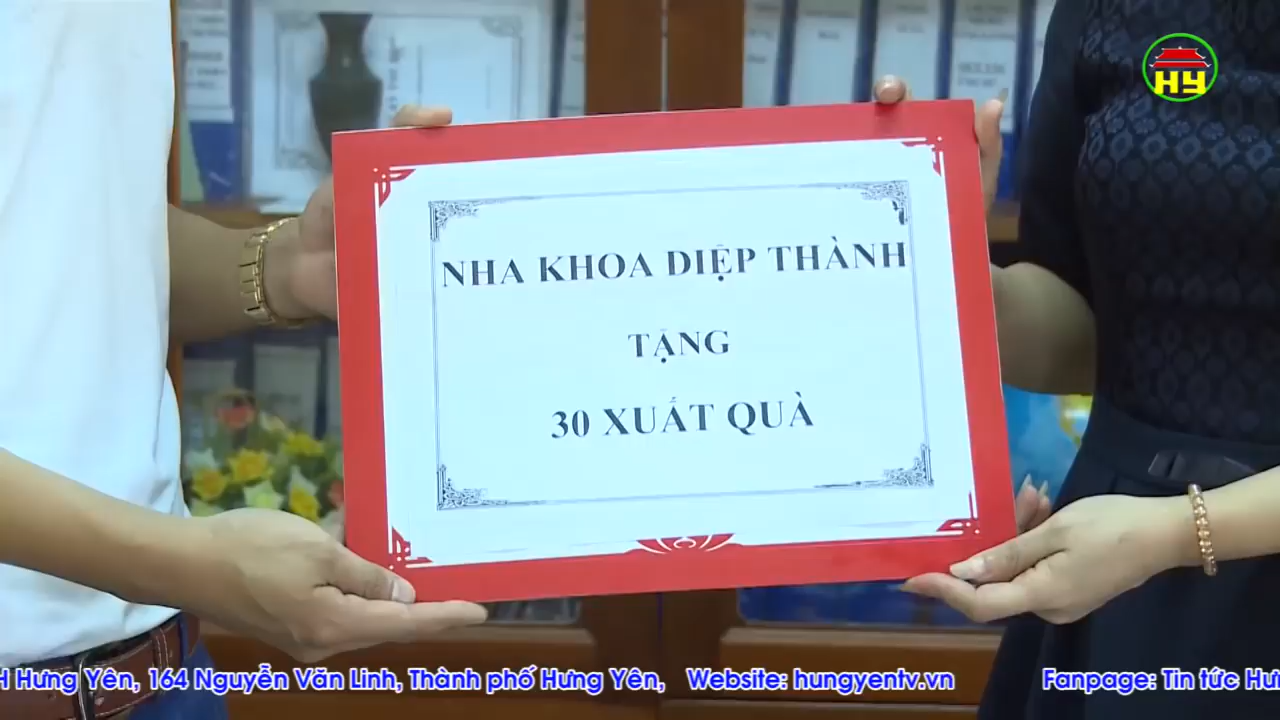 HY
NHA KHOA DIỆP THÀNH
TẶNG
30 XUẤT QUÀ
H Hưng Yên, 164 Nguyễn Văn Linh, Thành phố Hưng Yên, Website: hungyentv.vn Fanpage: Tin tức Hưn